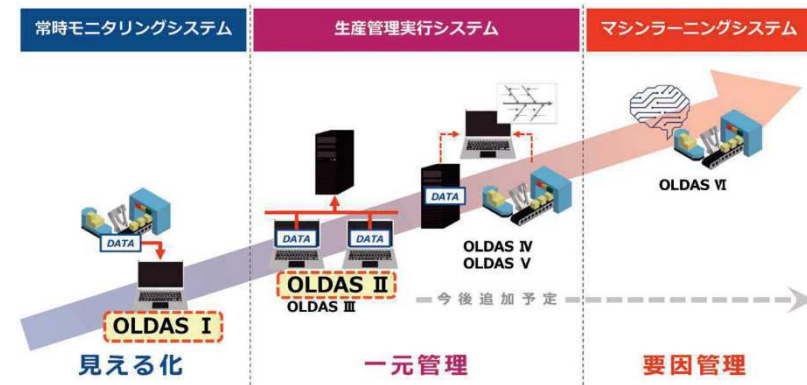 常時モニタリングシステム
生産管理実行システム
マシンラーニングシステム
DATA
OLDAS Ⅰ
DATA
DATA
OLDAS Ⅱ
OLDAS Ⅲ
DATA
OLDAS Ⅳ
OLDAS Ⅴ
OLDAS Ⅵ
今後追加予定
見える化
一元管理
要因管理